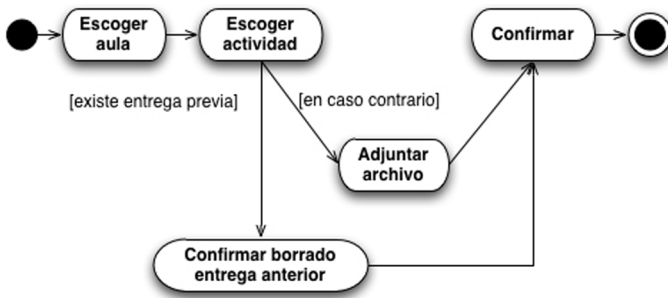 Escoger
aula
Escoger
actividad
Confirmar
[existe entrega previa]
[en caso contrario]
Adjuntar
archivo
Confirmar borrado
entrega anterior